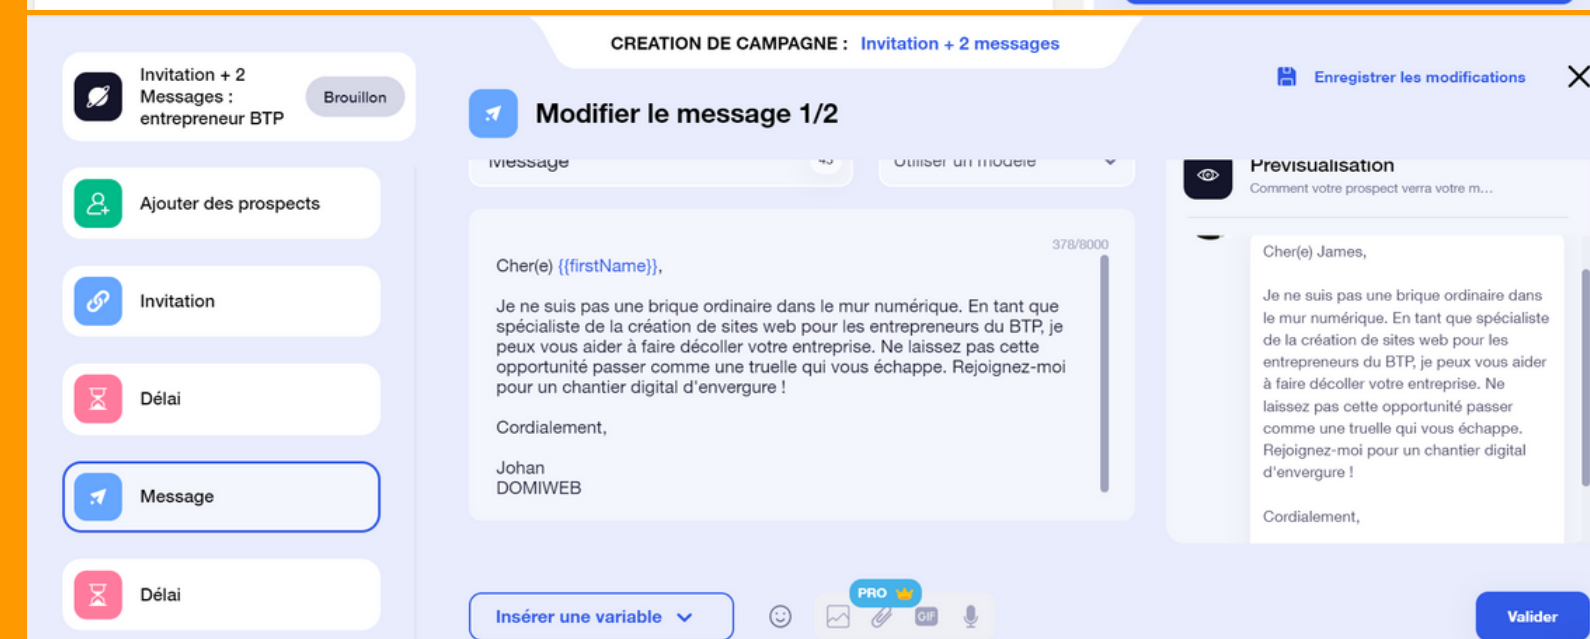 CREATION DE CAMPAGNE : Invitation + 2 messages
Invitation + 2
Messages :
entrepreneur BTP
Brouillon
Modifier le message 1/2
Enregistrer les modifications
Message
45
Utiliser un modèle
Prévisualisation
Comment votre prospect verra votre m...
Ajouter des prospects
Invitation
Délai
Message
Délai
378/8000
Cher(e) {{firstName}},
Je ne suis pas une brique ordinaire dans le mur numérique. En tant que
spécialiste de la création de sites web pour les entrepreneurs du BTP, je
peux vous aider à faire décoller votre entreprise. Ne laissez pas cette
opportunité passer comme une truelle qui vous échappe. Rejoignez-moi
pour un chantier digital d'envergure !
Cordialement,
Johan
DOMIWEB
Cher(e) James,
Je ne suis pas une brique ordinaire dans
le mur numérique. En tant que spécialiste
de la création de sites web pour les
entrepreneurs du BTP, je peux vous aider
à faire décoller votre entreprise. Ne
laissez pas cette opportunité passer
comme une truelle qui vous échappe.
Rejoignez-moi pour un chantier digital
d'envergure !
Cordialement,
Insérer une variable
PRO
GIF
Valider